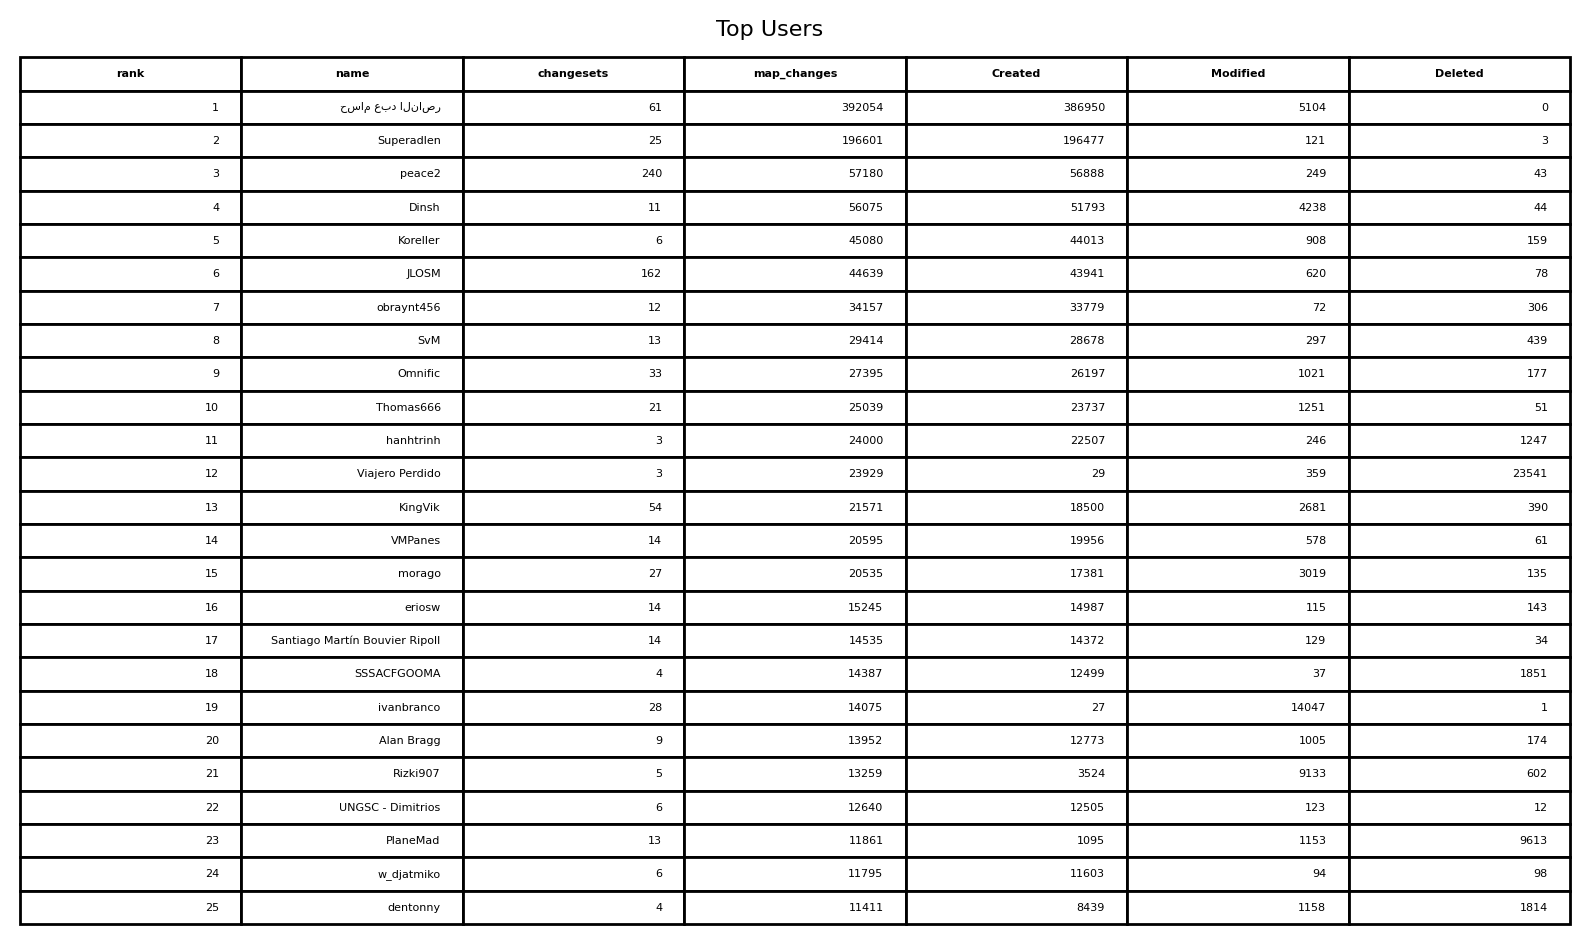 Top Users
rank name changesets map_changes Created Modified Deleted
1 حسام عبد الناصر 61 392054 386950 5104 0
2 Superadlen 25 196601 196477 121 3
3 peace2 240 57180 56888 249 43
4 Dinsh 11 56075 51793 4238 44
5 Koreller 6 45080 44013 908 159
6 JLOSM 162 44639 43941 620 78
7 obraynt456 12 34157 33779 72 306
8 SvM 13 29414 28678 297 439
9 Omnific 33 27395 26197 1021 177
10 Thomas666 21 25039 23737 1251 51
11 hanhtrinh 3 24000 22507 246 1247
12 Viajero Perdido 3 23929 29 359 23541
13 KingVik 54 21571 18500 2681 390
14 VMPanes 14 20595 19956 578 61
15 morago 27 20535 17381 3019 135
16 eriosw 14 15245 14987 115 143
17 Santiago Martín Bouvier Ripoll 14 14535 14372 129 34
18 SSSACFGOOMA 4 14387 12499 37 1851
19 ivanbranco 28 14075 27 14047 1
20 Alan Bragg 9 13952 12773 1005 174
21 Rizki907 5 13259 3524 9133 602
22 UNGSC - Dimitrios 6 12640 12505 123 12
23 PlaneMad 13 11861 1095 1153 9613
24 w_djatmiko 6 11795 11603 94 98
25 dentonny 4 11411 8439 1158 1814